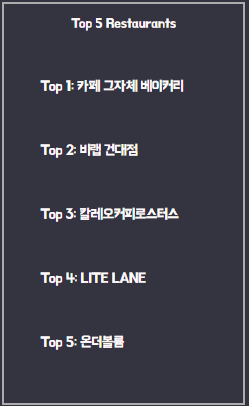 Top 5 Restaurants
Top 1: 카페 그자체 베이커리
Top 2: 비랩 건대점
Top 3: 칼레오커피로스터스
Top 4: LITE LANE
Top 5: 온더볼룸